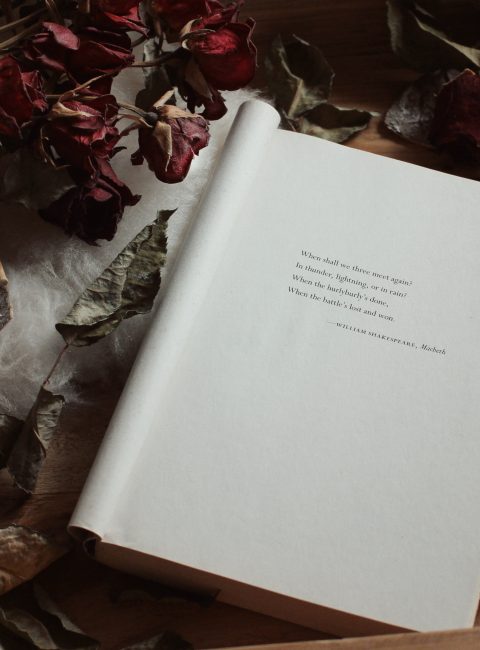 When shall we three meet again?
In thunder, lightning, or in rain?
When the hurlyburly's done,
When the battle's lost and won.
—WILLIAM SHAKESPEARE, Macbeth